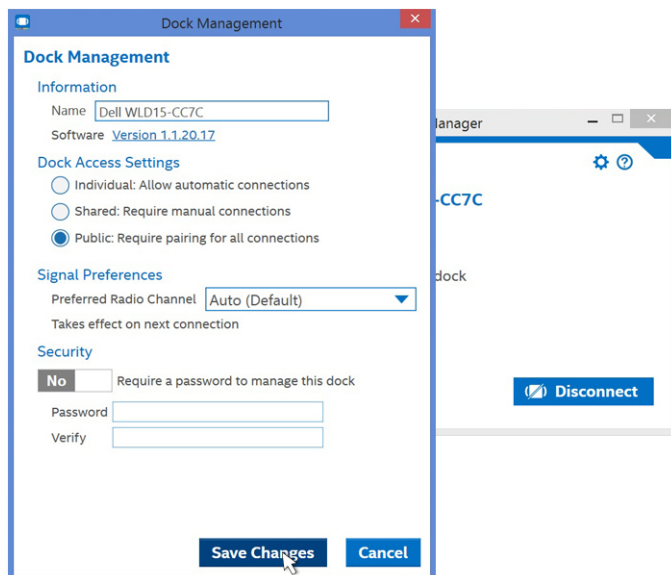 Dock Management
Dock Management
Information
Name Dell WLD15-CC7C
Software Version 1.1.20.17
Dock Access Settings
Individual: Allow automatic connections
Shared: Require manual connections
Public: Require pairing for all connections
Signal Preferences
Preferred Radio Channel Auto (Default)
Takes effect on next connection
Security
No Require a password to manage this dock
Password
Verify
Save Changes Cancel
lanager
-CC7C
dock
Disconnect